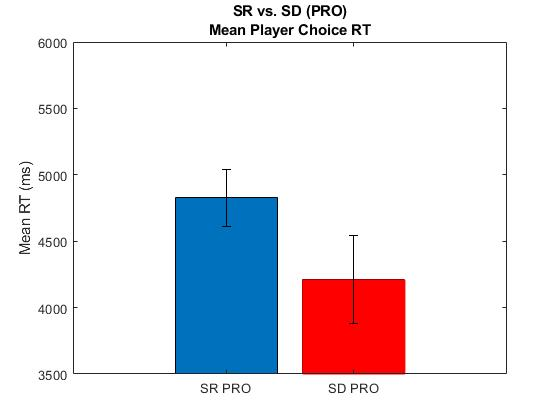 SR vs. SD (PRO)
Mean Player Choice RT
6000
5500
5000
4500
4000
3500
Mean RT (ms)
SR PRO
SD PRO